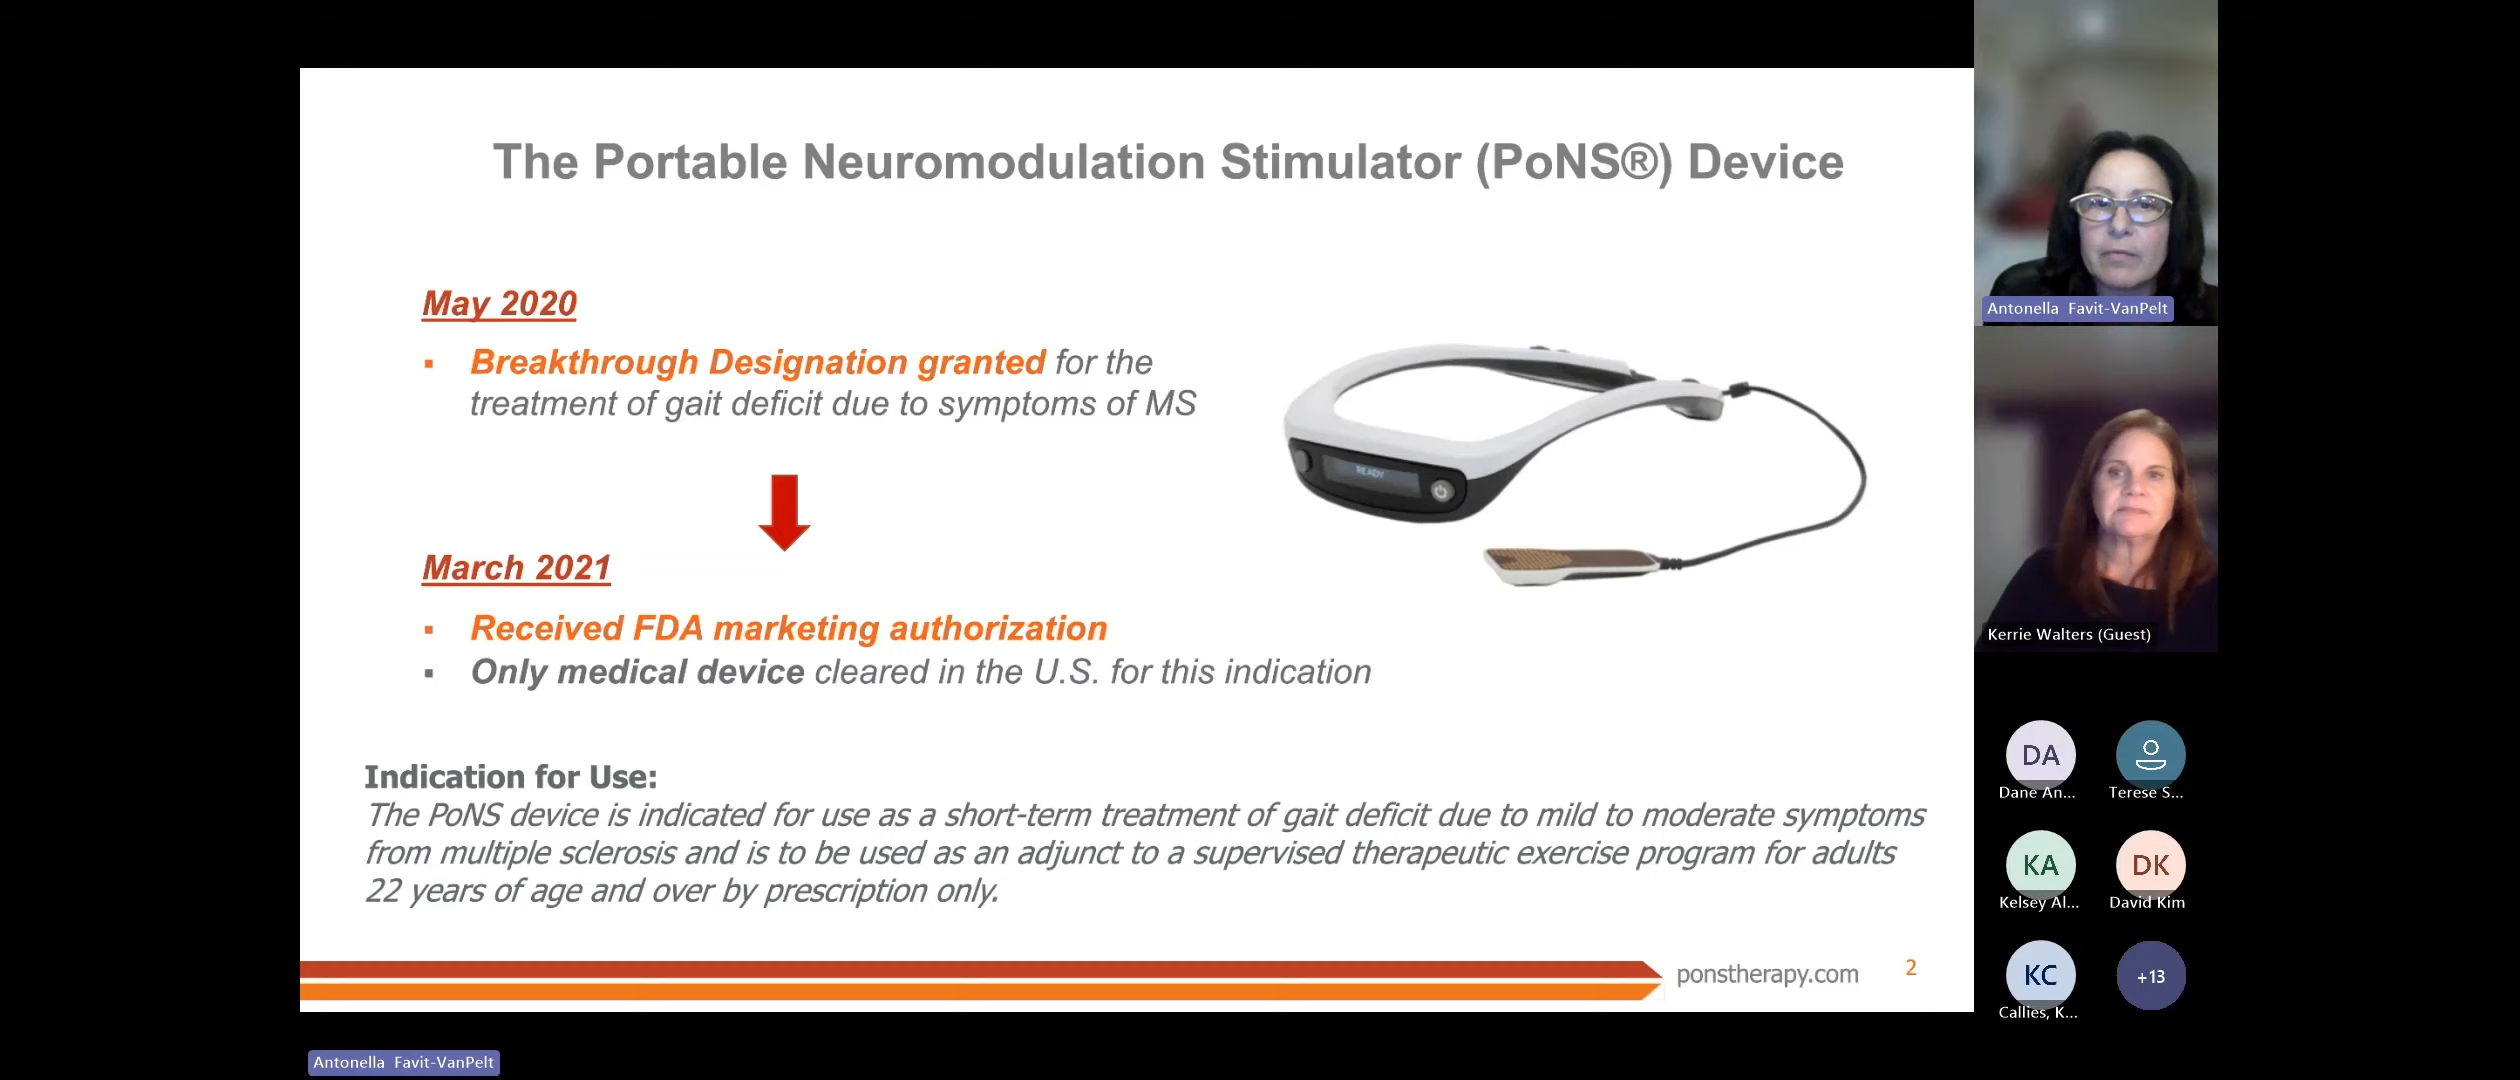 The Portable Neuromodulation Stimulator (PoNS®) Device
May 2020
▪ Breakthrough Designation granted for the
treatment of gait deficit due to symptoms of MS
READY
March 2021
▪ Received FDA marketing authorization
▪ Only medical device cleared in the U.S. for this indication
Indication for Use:
The PoNS device is indicated for use as a short-term treatment of gait deficit due to mild to moderate symptoms
from multiple sclerosis and is to be used as an adjunct to a supervised therapeutic exercise program for adults
22 years of age and over by prescription only.
ponstherapy.com
2
Antonella Favit-VanPelt
Antonella Favit-VanPelt
Kerrie Walters (Guest)
DA
Dane An...
Terese S...
KA
Kelsey Al...
DK
David Kim
KC
Callies, K...
+13